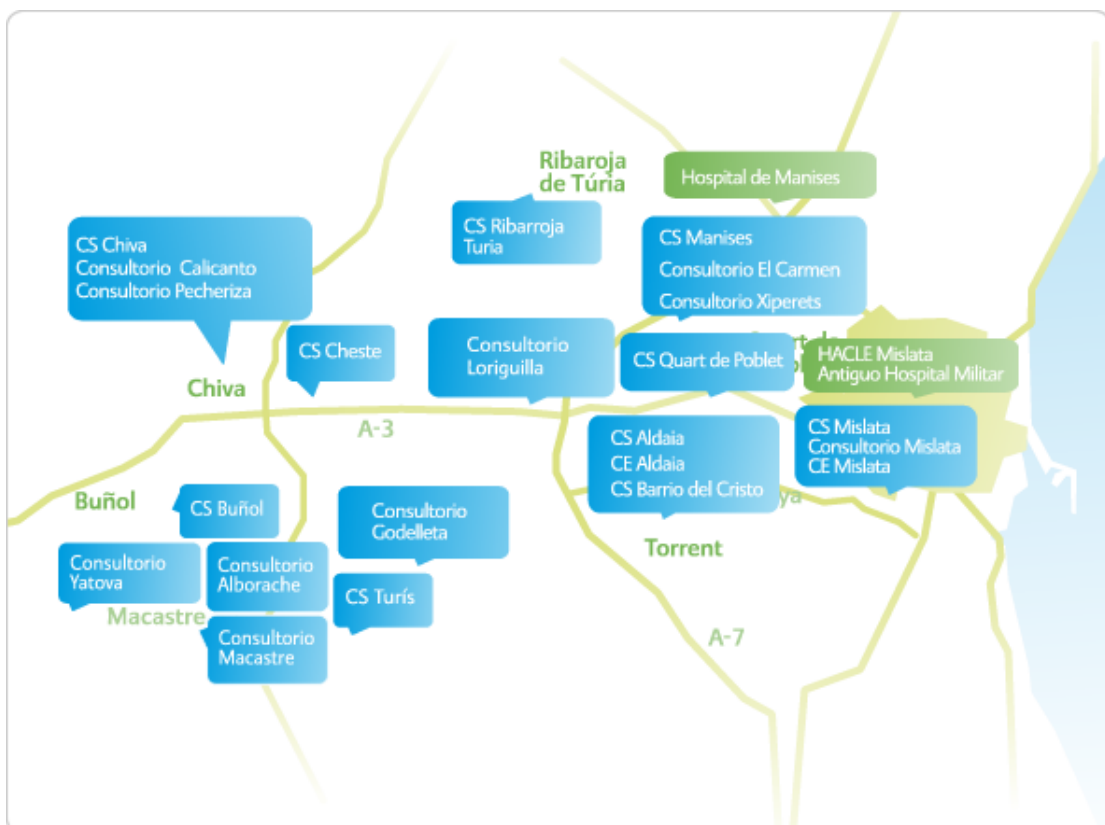 Ribaroja
de Túria
Hospital de Manises
CS Ribarroja
Turia
CS Manises
Consultorio El Carmen
Consultorio Xiperets
CS Chiva
Consultorio Calicanto
Consultorio Pecheriza
CS Cheste
Consultorio
Loriguilla
CS Quart de Poblet
HACLE Mislata
Antiguo Hospital Militar
Chiva
A-3
CS Aldaia
CE Aldaia
CS Barrio del Cristo
CS Mislata
Consultorio Mislata
CE Mislata
Buñol
CS Buñol
Consultorio
Godelleta
Torrent
Consultorio
Yatova
Consultorio
Alborache
CS Turís
Macastre
Consultorio
Macastre
A-7